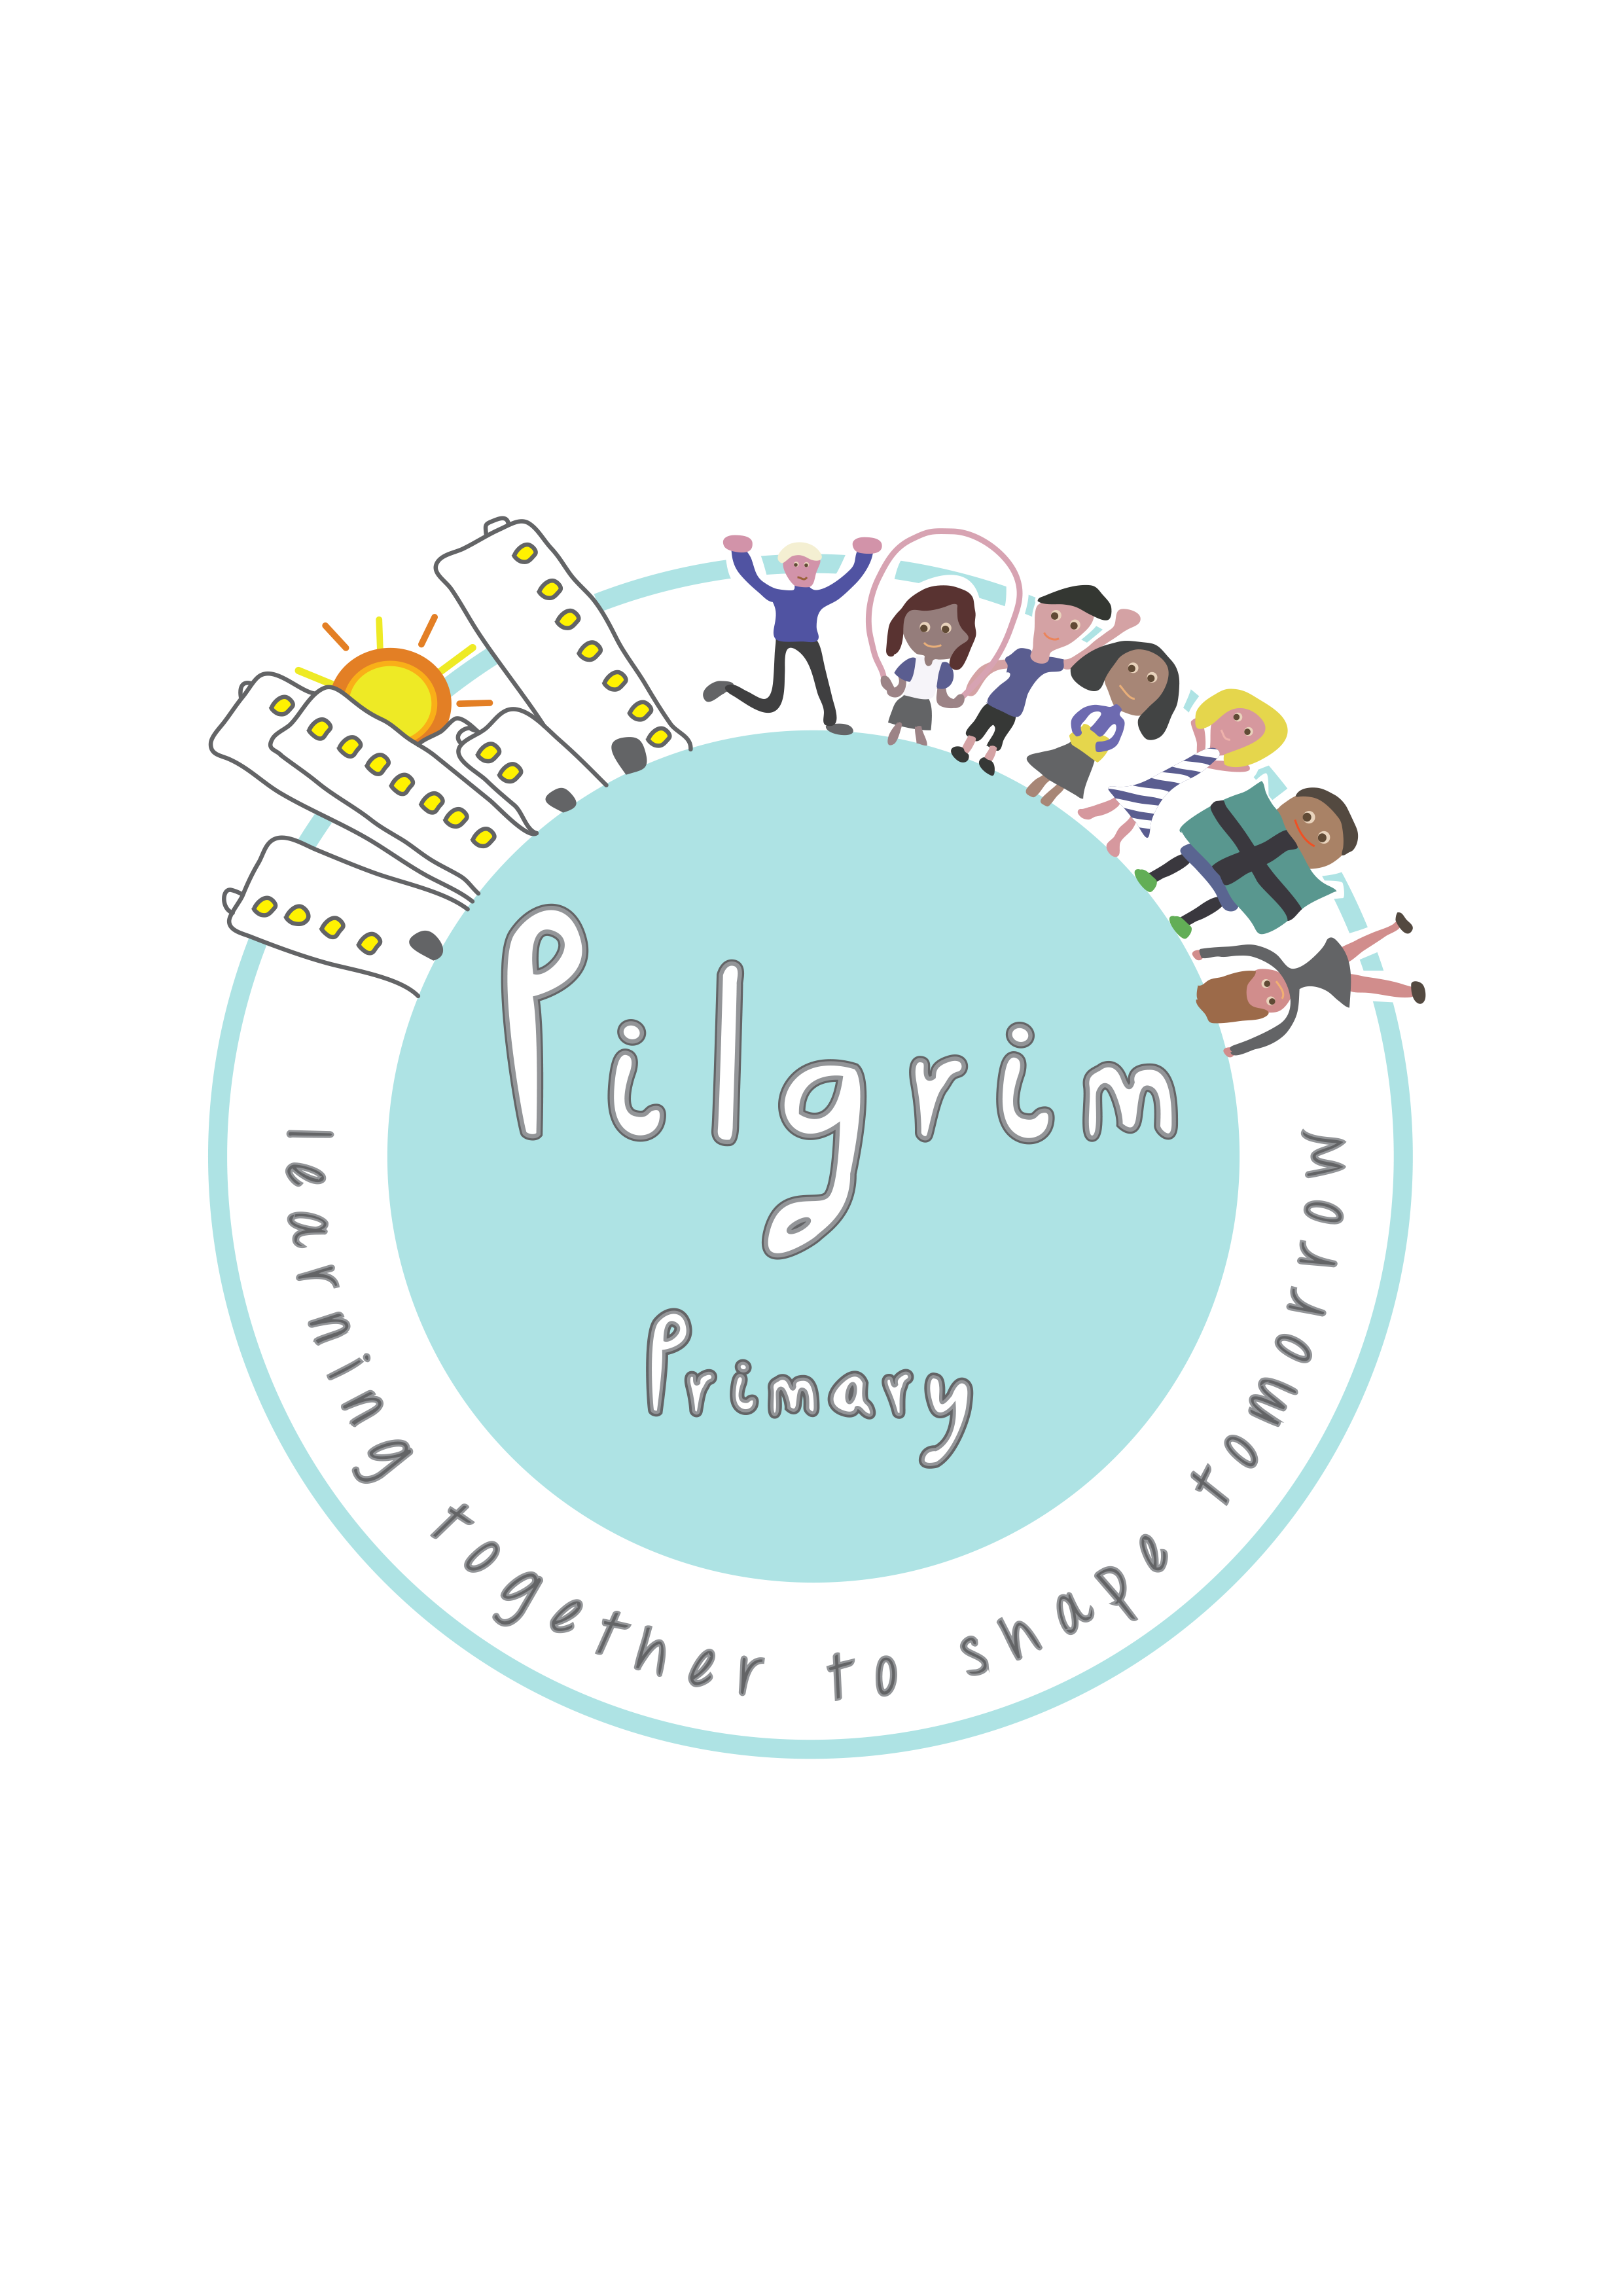 Pilgrim
Primary
learning together to shape tomorrow